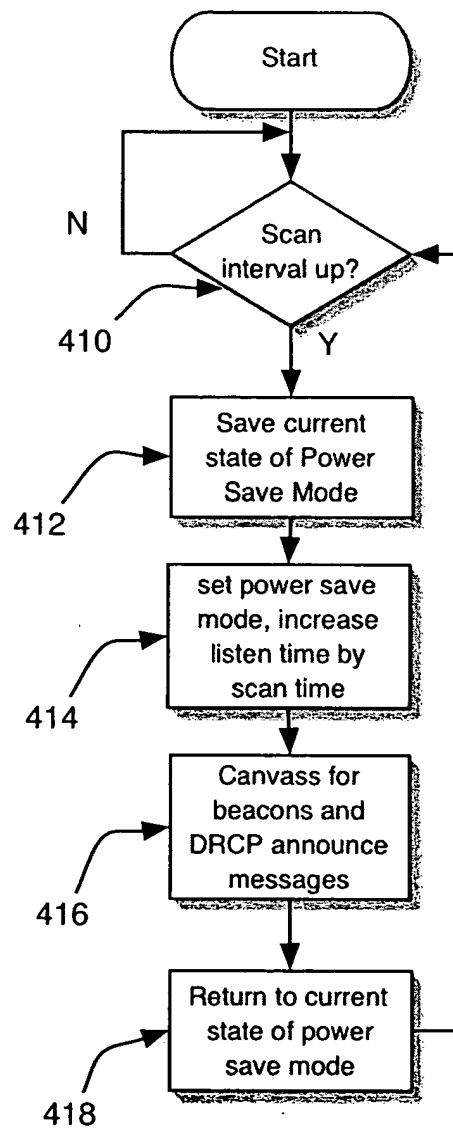 Start
N
Scan
interval up?
410
Y
Save current
state of Power
Save Mode
412
set power save
mode, increase
listen time by
scan time
414
Canvass for
beacons and
DRCP announce
messages
416
Return to current
state of power
save mode
418